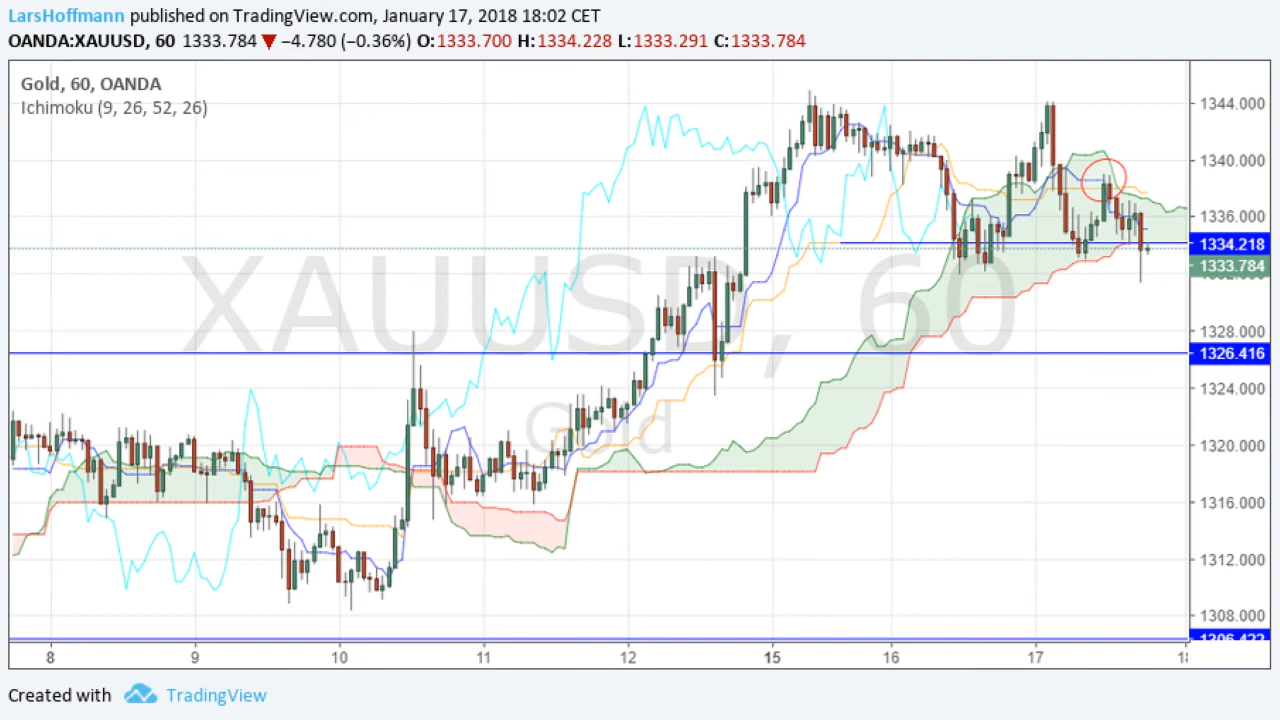 LarsHoffmann published on TradingView.com, January 17, 2018 18:02 CET
OANDA:XAUUSD, 60 1333.784 ▼ −4.780 (−0.36%) O:1333.700 H:1334.228 L:1333.291 C:1333.784
Gold, 60, OANDA
Ichimoku (9, 26, 52, 26)
XAUUSD, 60
Gold
1344.000
1340.000
1336.000
1334.218
1333.784
1328.000
1326.416
1324.000
1320.000
1316.000
1312.000
1308.000
1306.422
8 9 10 11 12 15 16 17
Created with TradingView